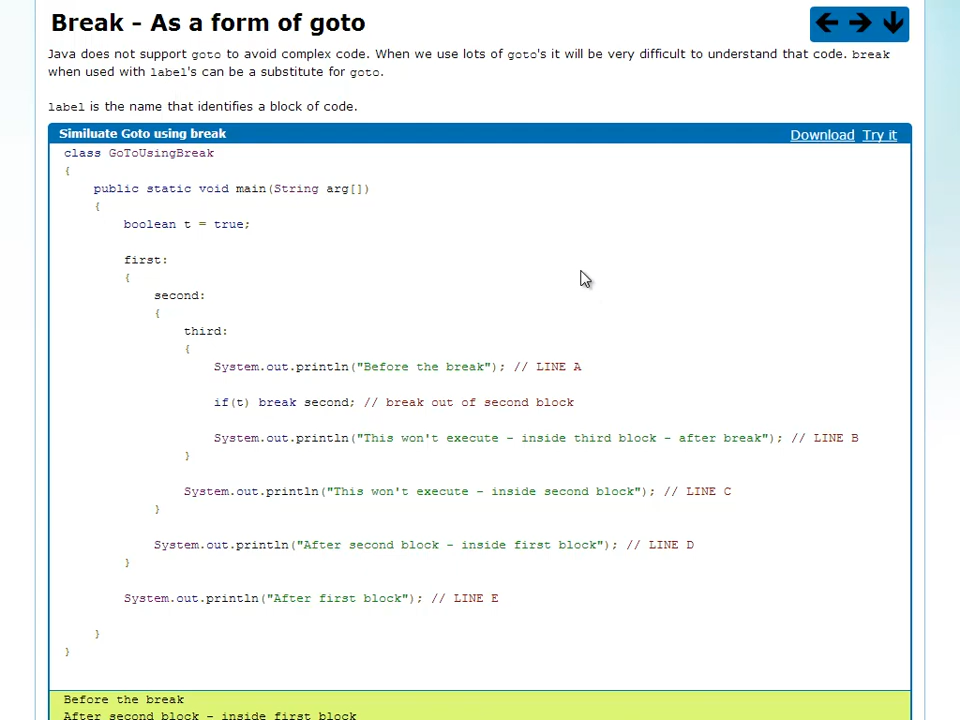 Break - As a form of goto
Java does not support goto to avoid complex code. When we use lots of goto's it will be very difficult to understand that code. break
when used with label's can be a substitute for goto.
label is the name that identifies a block of code.
Similuate Goto using break
Download Try it
class GoToUsingBreak
{
public static void main(String arg[])
{
boolean t = true;
first:
{
second:
{
third:
{
System.out.println("Before the break"); // LINE A
if(t) break second; // break out of second block
System.out.println("This won't execute - inside third block - after break"); // LINE B
}
System.out.println("This won't execute - inside second block"); // LINE C
}
System.out.println("After second block - inside first block"); // LINE D
}
System.out.println("After first block"); // LINE E
}
}
Before the break
After second block - inside first block